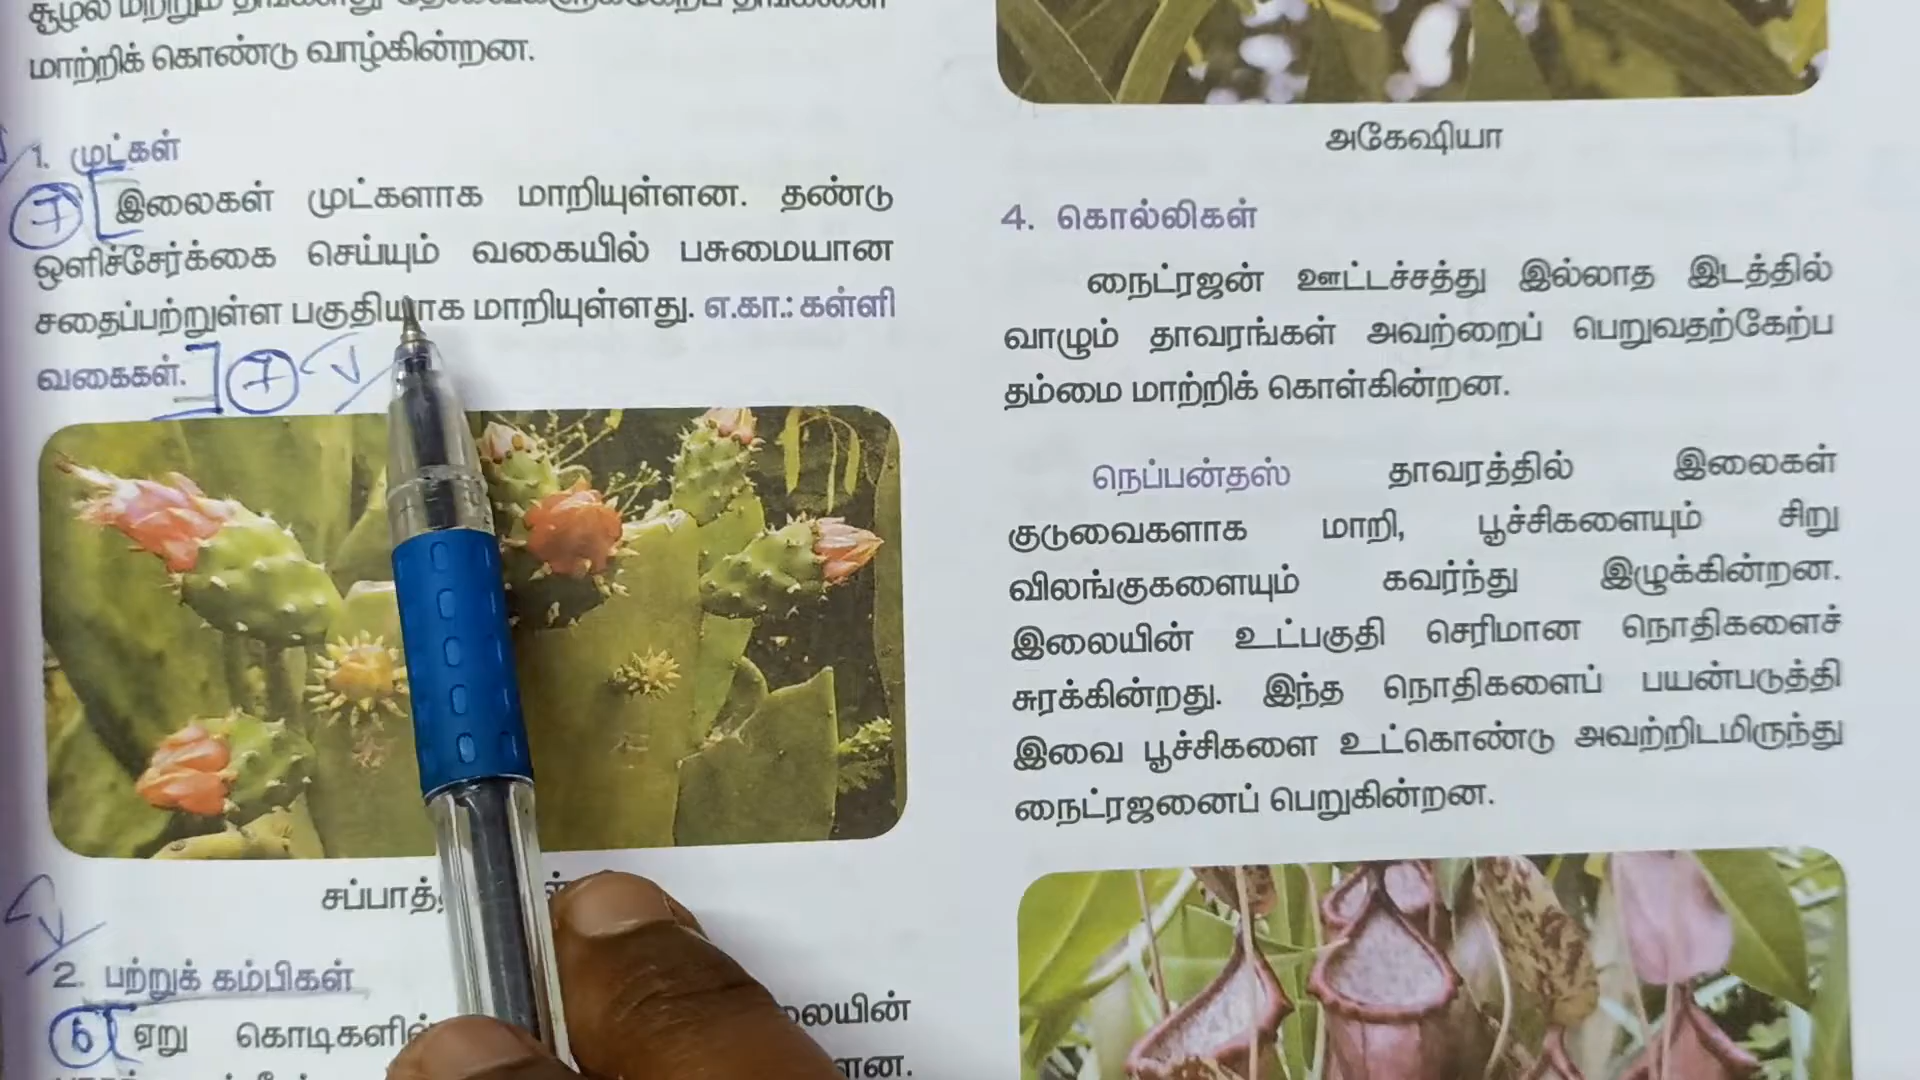 மாற்றிக் கொண்டு வாழ்கின்றன.
1. முட்கள்
7 இலைகள் முட்களாக மாறியுள்ளன. தண்டு
ஒளிச்சேர்க்கை செய்யும் வகையில் பசுமையான
சதைப்பற்றுள்ள பகுதியாக மாறியுள்ளது. எ.கா.: கள்ளி
வகைகள். 7
2. பற்றுக் கம்பிகள்
6 ஏறு
லையின்
அகேஷியா
4. கொல்லிகள்
நைட்ரஜன் ஊட்டச்சத்து இல்லாத இடத்தில்
வாழும் தாவரங்கள் அவற்றைப் பெறுவதற்கேற்ப
தம்மை மாற்றிக் கொள்கின்றன.
நெப்பன்தஸ் தாவரத்தில் இலைகள்
குடுவைகளாக மாறி, பூச்சிகளையும் சிறு
விலங்குகளையும் கவர்ந்து இழுக்கின்றன.
இலையின் உட்பகுதி செரிமான நொதிகளைச்
சுரக்கின்றது. இந்த நொதிகளைப் பயன்படுத்தி
இவை பூச்சிகளை உட்கொண்டு அவற்றிடமிருந்து
நைட்ரஜனைப் பெறுகின்றன.